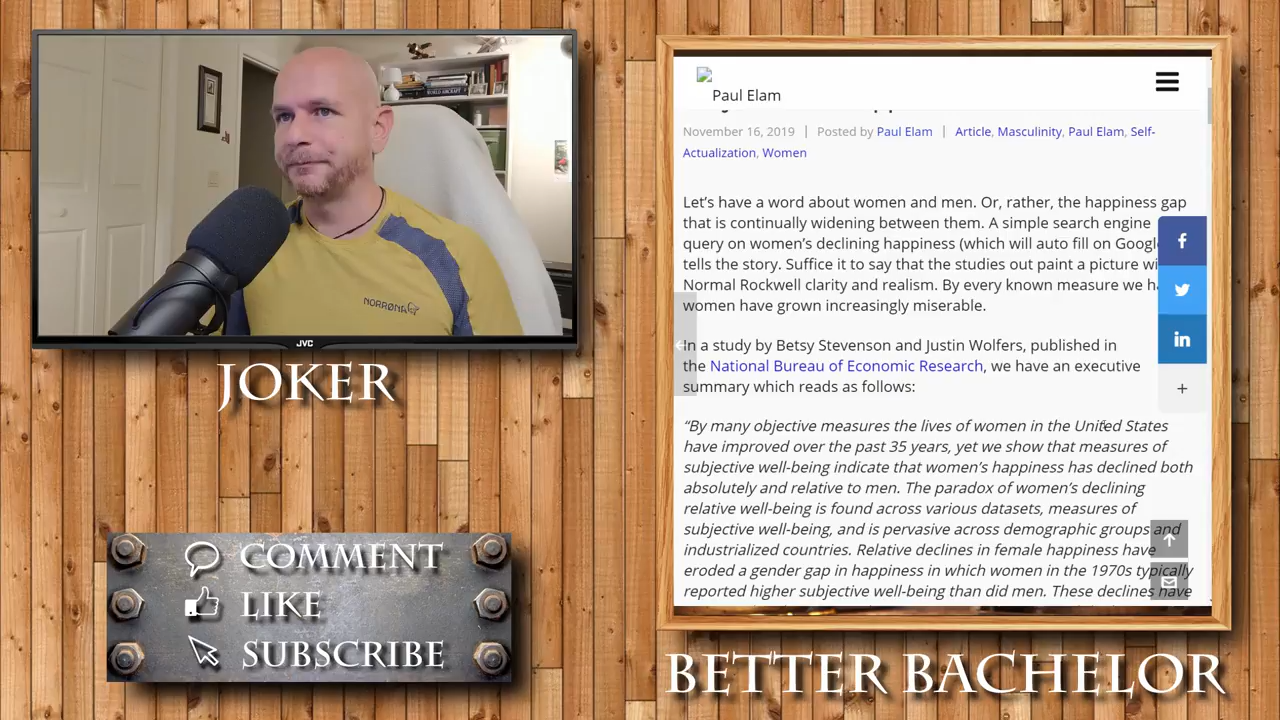 JVC
NORRØNA
WORLD AIRCRAFT
JOKER
COMMENT
LIKE
SUBSCRIBE
Paul Elam
November 16, 2019 | Posted by Paul Elam | Article, Masculinity, Paul Elam, Self-
Actualization, Women
Let's have a word about women and men. Or, rather, the happiness gap
that is continually widening between them. A simple search engine
query on women's declining happiness (which will auto fill on Googl
tells the story. Suffice it to say that the studies out paint a picture wi
Normal Rockwell clarity and realism. By every known measure we ha
women have grown increasingly miserable.
In a study by Betsy Stevenson and Justin Wolfers, published in
the National Bureau of Economic Research, we have an executive
summary which reads as follows:
“By many objective measures the lives of women in the United States
have improved over the past 35 years, yet we show that measures of
subjective well-being indicate that women’s happiness has declined both
absolutely and relative to men. The paradox of women’s declining
relative well-being is found across various datasets, measures of
subjective well-being, and is pervasive across demographic groups and
industrialized countries. Relative declines in female happiness have
eroded a gender gap in happiness in which women in the 1970s typically
reported higher subjective well-being than did men. These declines have
BETTER BACHELOR